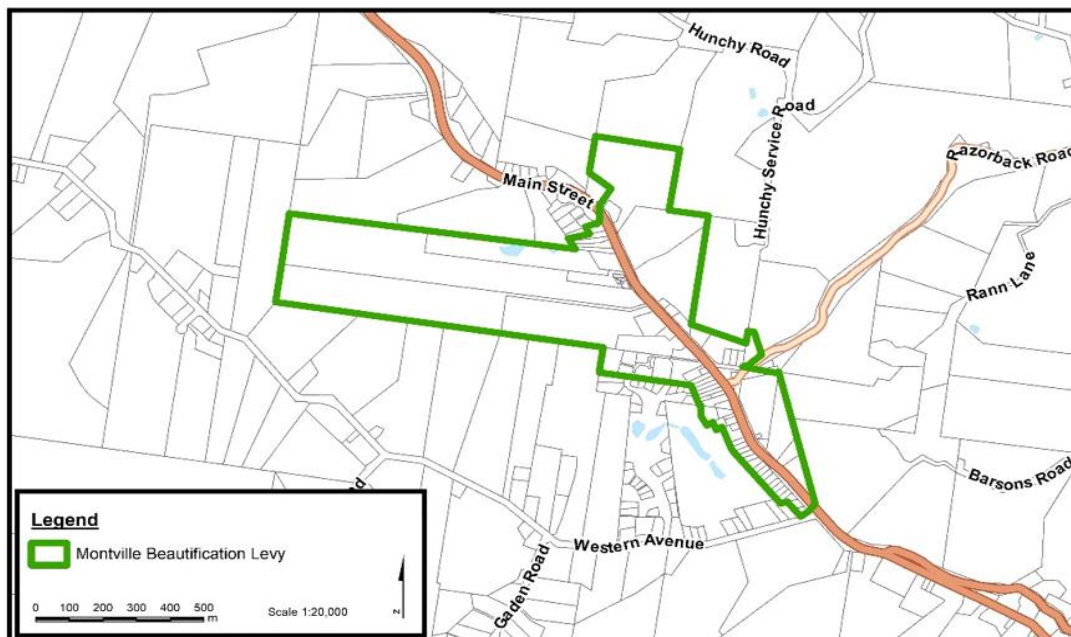 Hunchy Road
Hunchy Service Road
Razorback Road
Main Street
Rann Lane
Barsons Road
Western Avenue
Gaden Road
Legend
Montville Beautification Levy
0 100 200 300 400 500
m
Scale 1:20,000
N